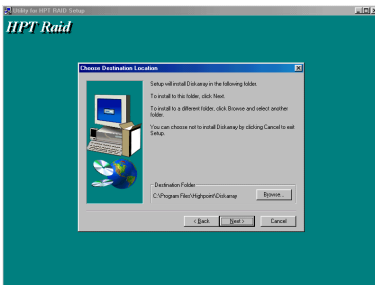 Utility for HPT RAID Setup
HPT Raid
Choose Destination Location
Setup will install Diskarray in the following folder.
To install to this folder, click Next.
To install to a different folder, click Browse and select another
folder.
You can choose not to install Diskarray by clicking Cancel to exit
Setup.
Destination Folder
C:\Program Files\Highpoint\Diskarray
Browse...
< Back
Next >
Cancel